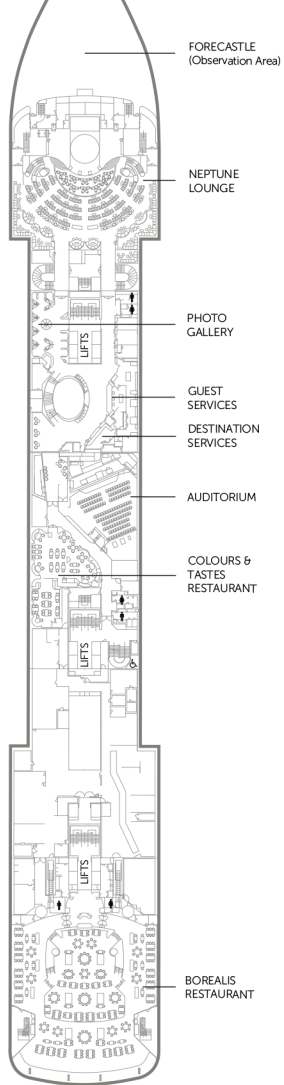 FORECASTLE
(Observation Area)
NEPTUNE
LOUNGE
PHOTO
GALLERY
LIFTS
GUEST
SERVICES
DESTINATION
SERVICES
AUDITORIUM
COLOURS &
TASTES
RESTAURANT
LIFTS
LIFTS
BOREALIS
RESTAURANT